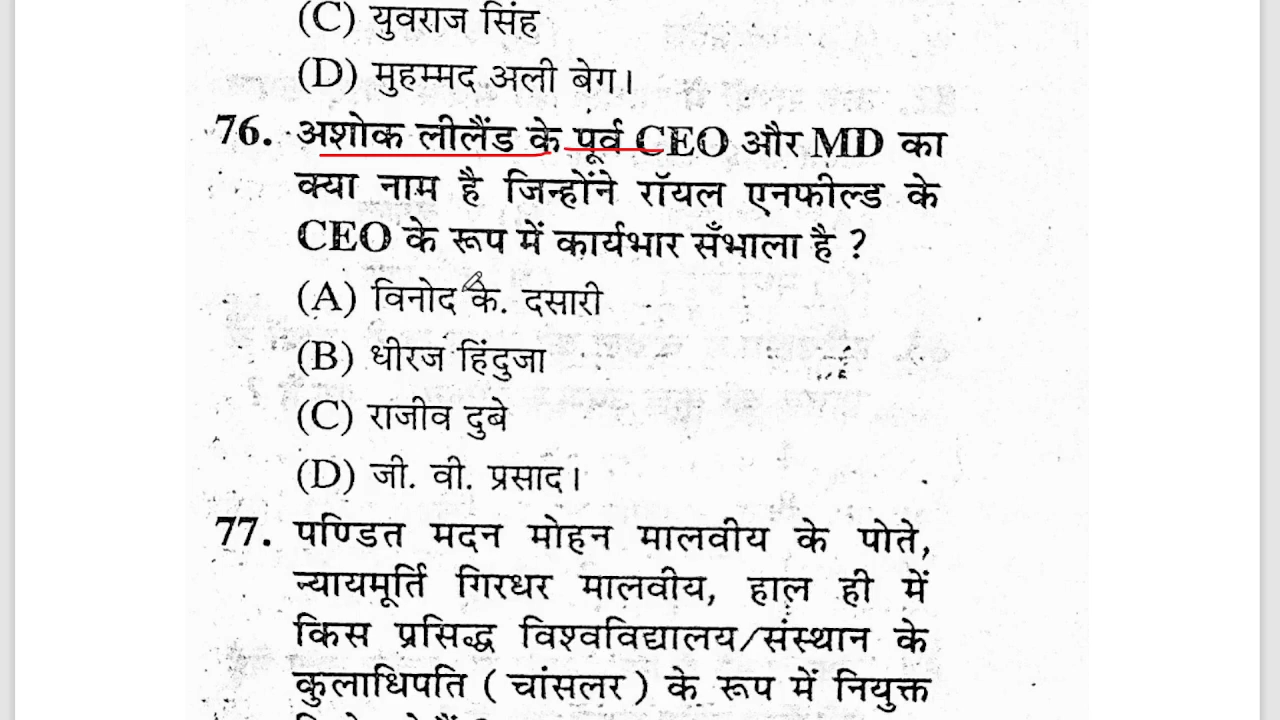 (C) युवराज सिंह
(D) मुहम्मद अली बेग।
76. अशोक लीलैंड के पूर्व CEO और MD का
क्या नाम है जिन्होंने रॉयल एनफील्ड के
CEO के रूप में कार्यभार सँभाला है ?
(A) विनोद के. दसारी
(B) धीरज हिंदुजा
(C) राजीव दुबे
(D) जी. वी. प्रसाद।
77. पण्डित मदन मोहन मालवीय के पोते,
न्यायमूर्ति गिरधर मालवीय, हाल ही में
किस प्रसिद्ध विश्वविद्यालय/संस्थान के
कुलाधिपति ( चांसलर ) के रूप में नियुक्त